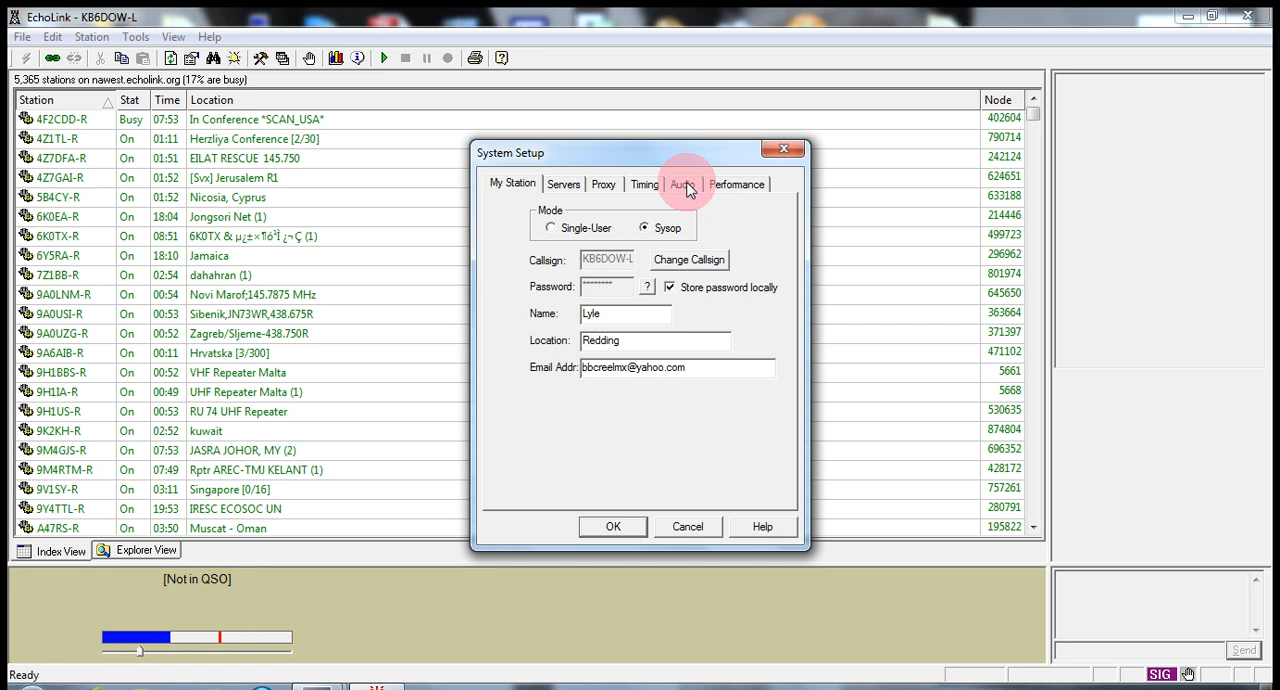 EchoLink - KB6DOW-L
File Edit Station Tools View Help
5,365 stations on nawest.echolink.org (17% are busy)
Station Stat Time Location Node
4F2CDD-R Busy 07:53 In Conference *SCAN_USA* 402604
4Z1TL-R On 01:11 Herzliya Conference [2/30] 790714
4Z7DFA-R On 01:51 EILAT RESCUE 145.750 242124
4Z7GAI-R On 01:52 [Svx] Jerusalem R1 624651
5B4CY-R On 01:52 Nicosia, Cyprus 633188
6K0EA-R On 18:04 Jongsori Net (1) 214446
6K0TX-R On 08:51 6K0TX & µ¿±×¶ó¹Ì ¿¬Ç (1) 499723
6Y5RA-R On 18:10 Jamaica 296962
7Z1BB-R On 02:54 dahahran (1) 801974
9A0LNM-R On 00:54 Novi Marof;145.7875 MHz 645650
9A0USI-R On 00:53 Sibenik,JN73WR,438.675R 363664
9A0UZG-R On 00:52 Zagreb/Sljeme-438.750R 371397
9A6AIB-R On 00:11 Hrvatska [3/300] 471102
9H1BBS-R On 00:52 VHF Repeater Malta 5661
9H1IA-R On 00:49 UHF Repeater Malta (1) 5668
9H1US-R On 00:53 RU 74 UHF Repeater 530635
9K2KH-R On 02:52 kuwait 874804
9M4GJS-R On 07:53 JASRA JOHOR, MY (2) 696352
9M4RTM-R On 07:49 Rptr AREC-TMJ KELANT (1) 428172
9V1SY-R On 03:11 Singapore [0/16] 757261
9Y4TTL-R On 19:53 IRESC ECOSOC UN 280791
A47RS-R On 03:50 Muscat - Oman 195822
Index View Explorer View
System Setup
My Station Servers Proxy Timing Audio Performance
Mode
Single-User Sysop
Callsign: KB6DOW-L Change Callsign
Password: ******** ? Store password locally
Name: Lyle
Location: Redding
Email Addr: bbcreelmx@yahoo.com
OK Cancel Help
[Not in QSO]
Send
Ready SIG